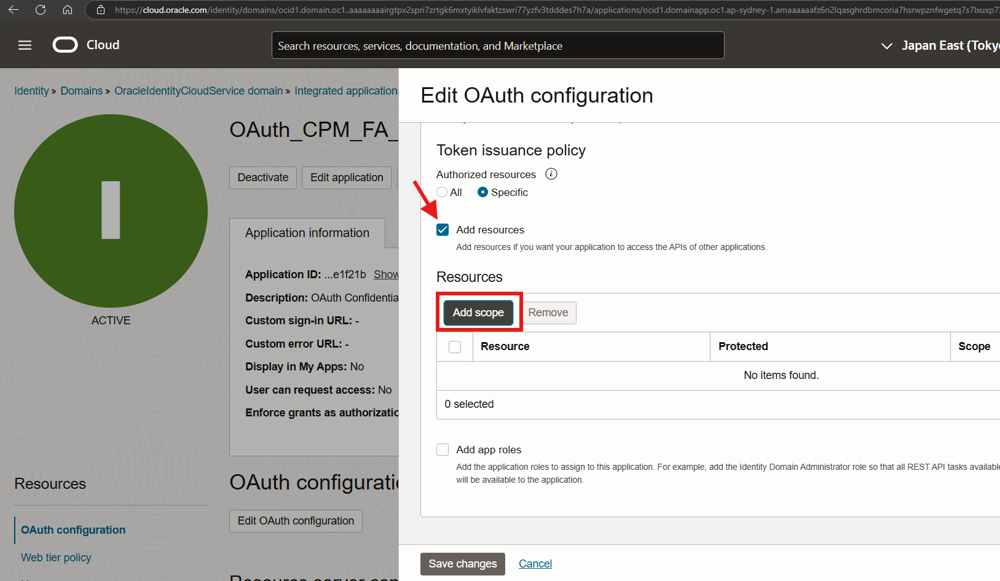 https://cloud.oracle.com/identity/domains/ocid1.domain.oc1..aaaaaaaairgtpx2spri7zrtgk6mxtyiklvfaktzswri77yzfv3tdddes7h7a/applications/ocid1.domainapp.oc1.ap-sydney-1.amaaaaaafz6n2lqasghrdbmcoria7hsrwpznfwgetq7s7lxuxp7
Cloud
Search resources, services, documentation, and Marketplace
Japan East (Toky
Identity » Domains » OracleIdentityCloudService domain » Integrated applications
I
ACTIVE
OAuth_CPM_FA_
Deactivate
Edit application
Application information
Application ID: ...e1f21b Show
Description: OAuth Confidentia
Custom sign-in URL: -
Custom error URL: -
Display in My Apps: No
User can request access: No
Enforce grants as authorizatio
OAuth configuratio
Edit OAuth configuration
Resources
OAuth configuration
Web tier policy
Edit OAuth configuration
Token issuance policy
Authorized resources
All
Specific
Add resources
Add resources if you want your application to access the APIs of other applications.
Resources
Add scope
Remove
Resource Protected Scope
No items found.
0 selected
Add app roles
Add the application roles to assign to this application. For example, add the Identity Domain Administrator role so that all REST API tasks available
will be available to the application.
Save changes
Cancel